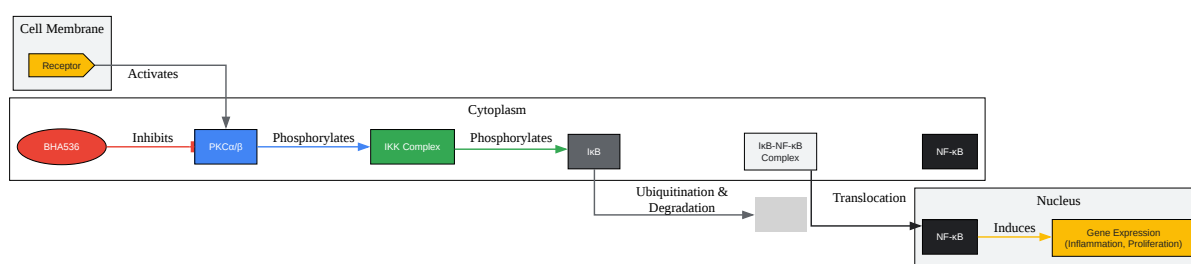 Cell Membrane
Receptor
Activates
Cytoplasm
BHA536
Inhibits
PKCα/β
Phosphorylates
IKK Complex
Phosphorylates
IκB
IκB-NF-κB
Complex
NF-κB
Ubiquitination &
Degradation
Translocation
Nucleus
NF-κB
Induces
Gene Expression
(Inflammation, Proliferation)